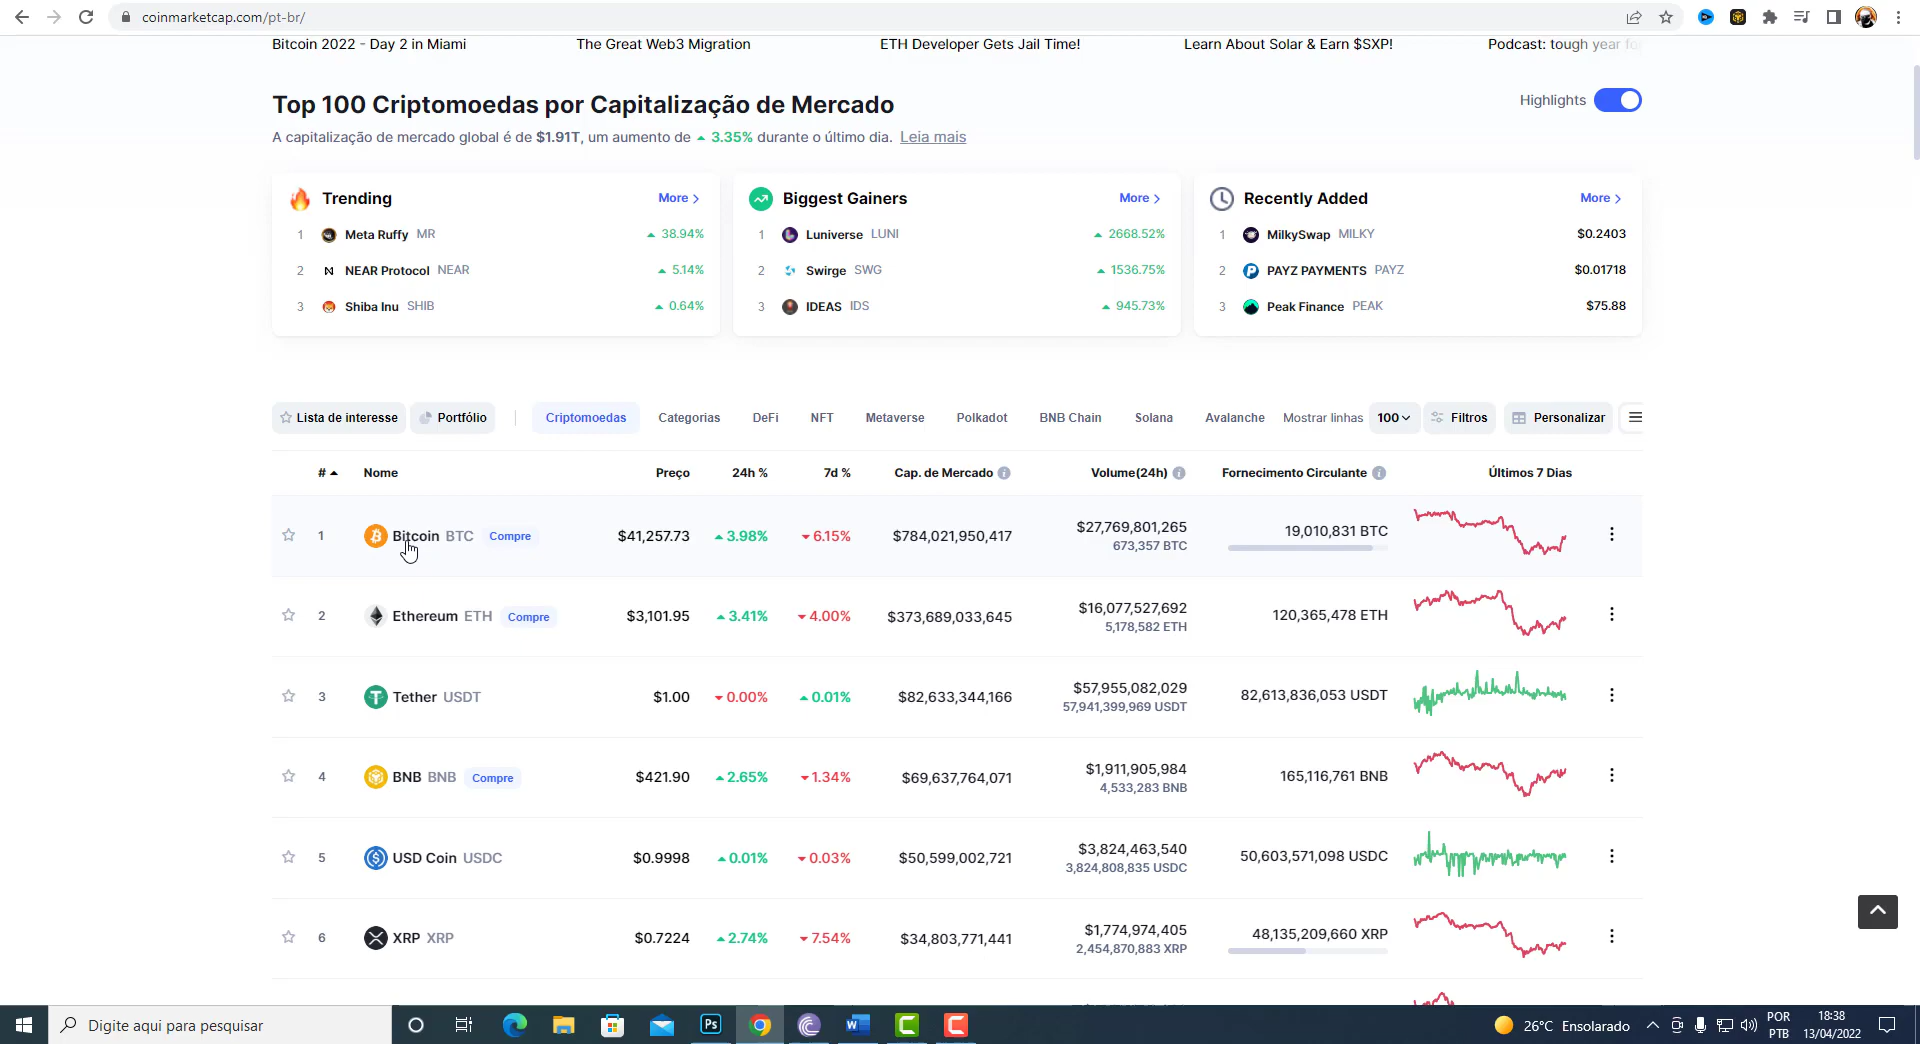 coinmarketcap.com/pt-br/
Bitcoin 2022 - Day 2 in Miami The Great Web3 Migration ETH Developer Gets Jail Time! Learn About Solar & Earn $SXP! Podcast: tough year fo
Top 100 Criptomoedas por Capitalização de Mercado
Highlights
A capitalização de mercado global é de $1.91T, um aumento de 3.35% durante o último dia. Leia mais
Trending More
1 Meta Ruffy MR 38.94%
2 NEAR Protocol NEAR 5.14%
3 Shiba Inu SHIB 0.64%
Biggest Gainers More
1 Luniverse LUNI 2668.52%
2 Swirge SWG 1536.75%
3 IDEAS IDS 945.73%
Recently Added More
1 MilkySwap MILKY $0.2403
2 PAYZ PAYMENTS PAYZ $0.01718
3 Peak Finance PEAK $75.88
Lista de interesse Portfólio Criptomoedas Categorias DeFi NFT Metaverse Polkadot BNB Chain Solana Avalanche Mostrar linhas 100 Filtros Personalizar
# Nome Preço 24h % 7d % Cap. de Mercado Volume(24h) Fornecimento Circulante Últimos 7 Dias
1 Bitcoin BTC Compre $41,257.73 3.98% 6.15% $784,021,950,417 $27,769,801,265 19,010,831 BTC
673,357 BTC
2 Ethereum ETH Compre $3,101.95 3.41% 4.00% $373,689,033,645 $16,077,527,692 120,365,478 ETH
5,178,582 ETH
3 Tether USDT $1.00 0.00% 0.01% $82,633,344,166 $57,955,082,029 82,613,836,053 USDT
57,941,399,969 USDT
4 BNB BNB Compre $421.90 2.65% 1.34% $69,637,764,071 $1,911,905,984 165,116,761 BNB
4,533,283 BNB
5 USD Coin USDC $0.9998 0.01% 0.03% $50,599,002,721 $3,824,463,540 50,603,571,098 USDC
3,824,808,835 USDC
6 XRP XRP $0.7224 2.74% 7.54% $34,803,771,441 $1,774,974,405 48,135,209,660 XRP
2,454,870,883 XRP
Digite aqui para pesquisar
Ps
26°C Ensolarado
POR
PTB
18:38
13/04/2022